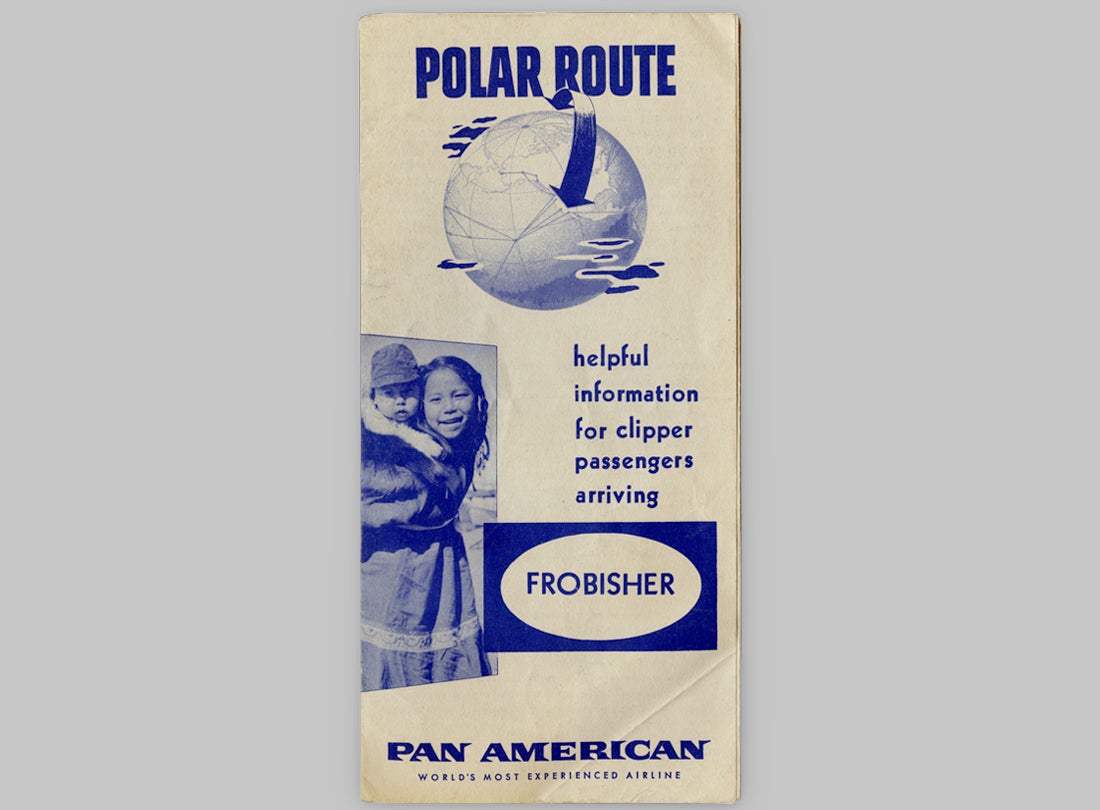 POLAR ROUTE
helpful
information
for clipper
passengers
arriving
FROBISHER
PAN AMERICAN
WORLD'S MOST EXPERIENCED AIRLINE